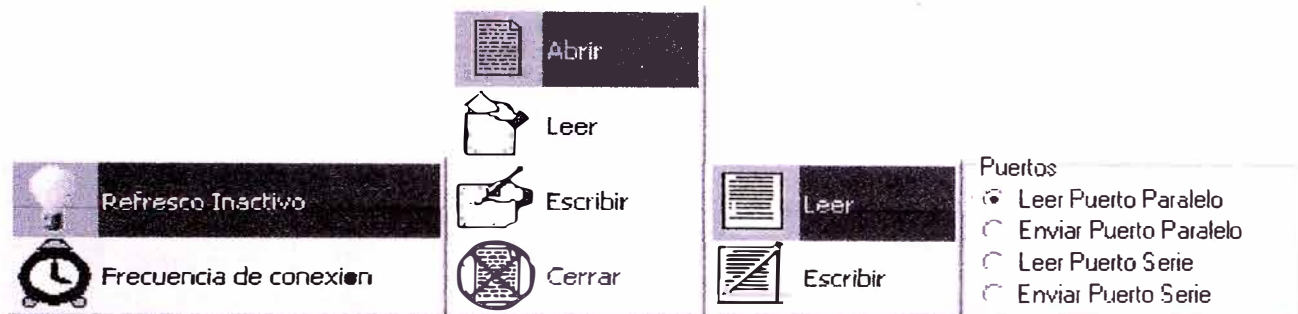 Refresco Inactivo
Frecuencia de conexion
Abrir
Leer
Escribir
Cerrar
Leer
Escribir
Puertos
Leer Puerto Paralelo
Enviar Puerto Paralelo
Leer Puerto Serie
Enviar Puerto Serie